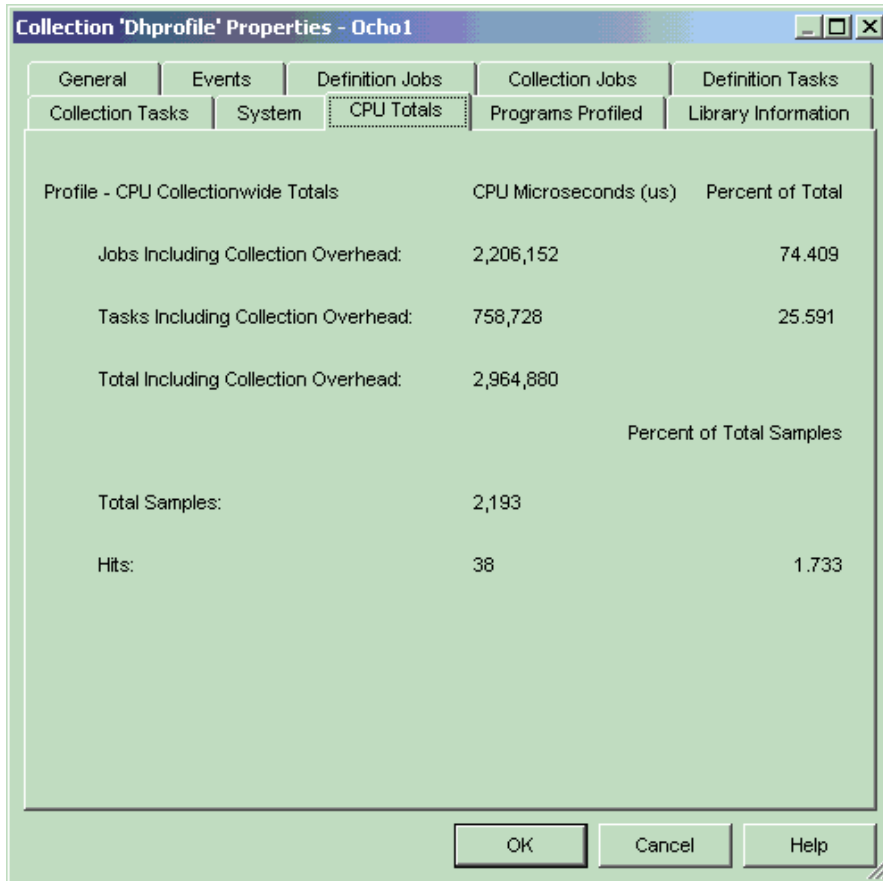 Collection 'Dhprofile' Properties - Ocho1
General Events Definition Jobs Collection Jobs Definition Tasks
Collection Tasks System CPU Totals Programs Profiled Library Information
Profile - CPU Collectionwide Totals CPU Microseconds (us) Percent of Total
Jobs Including Collection Overhead: 2,206,152 74.409
Tasks Including Collection Overhead: 758,728 25.591
Total Including Collection Overhead: 2,964,880
Percent of Total Samples
Total Samples: 2,193
Hits: 38 1.733
OK Cancel Help